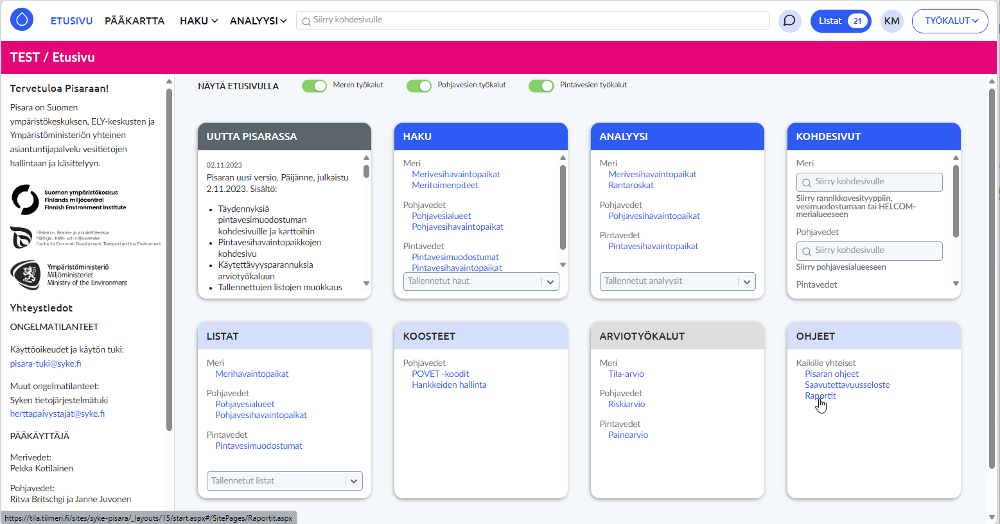 ETUSIVU PÄÄKARTTA HAKU ANALYYSI Siirry kohdesivulle Listat 21 KM TYÖKALUT
TEST / Etusivu
Tervetuloa Pisaraan!
Pisara on Suomen
ympäristökeskuksen, ELY-keskusten ja
Ympäristöministeriön yhteinen
asiantuntijapalvelu vesitietojen
hallintaan ja käsittelyyn.
Suomen ympäristökeskus
Finlands miljöcentral
Finnish Environment Institute
Elinkeino-, liikenne- ja ympäristökeskus
Närings-, trafik- och miljöcentralen
Centre for Economic Development, Transport and the Environment
Ympäristöministeriö
Miljöministeriet
Ministry of the Environment
Yhteystiedot
ONGELMATILANTEET
Käyttöoikeudet ja käytön tuki:
pisara-tuki@syke.fi
Muut ongelmatilanteet:
Syken tietojärjestelmätuki
herttapaivystajat@syke.fi
PÄÄKÄYTTÄJÄ
Merivedet:
Pekka Kotilainen
Pohjavedet:
Ritva Britschgi ja Janne Juvonen
NÄYTÄ ETUSIVULLA Meren työkalut Pohjavesien työkalut Pintavesien työkalut
UUTTA PISARASSA
02.11.2023
Pisaran uusi versio, Päijänne, julkaistu
2.11.2023. Sisältö:
• Täydennyksiä
pintavesimuodostuman
kohdesivuille ja karttoihin
• Pintavesihavaintopaikkojen
kohdesivu
• Käytettävyysparannuksia
arviotyökaluun
• Tallennettujen listojen muokkaus
HAKU
Meri
Merivesihavaintopaikat
Meritoimenpiteet
Pohjavedet
Pohjavesialueet
Pohjavesihavaintopaikat
Pintavedet
Pintavesimuodostumat
Pintavesihavaintopaikat
Tallennetut haut
ANALYYSI
Meri
Merivesihavaintopaikat
Rantaroskat
Pohjavedet
Pohjavesihavaintopaikat
Pintavedet
Pintavesihavaintopaikat
Tallennetut analyysit
KOHDESIVUT
Meri
Siirry kohdesivulle
Siirry rannikkovesityyppiin,
vesimuodostumaan tai HELCOM-
merialueeseen
Pohjavedet
Siirry kohdesivulle
Siirry pohjavesialueeseen
Pintavedet
LISTAT
Meri
Merihavaintopaikat
Pohjavedet
Pohjavesialueet
Pohjavesihavaintopaikat
Pintavedet
Pintavesimuodostumat
Tallennetut listat
KOOSTEET
Pohjavedet
POVET -koodit
Hankkeiden hallinta
ARVIOTYÖKALUT
Meri
Tila-arvio
Pohjavedet
Riskiarvio
Pintavedet
Painearvio
OHJEET
Kaikille yhteiset
Pisaran ohjeet
Saavutettavuusseloste
Raportit
https://tila.tiimeri.fi/sites/syke-pisara/_layouts/15/start.aspx#/SitePages/Raportit.aspx